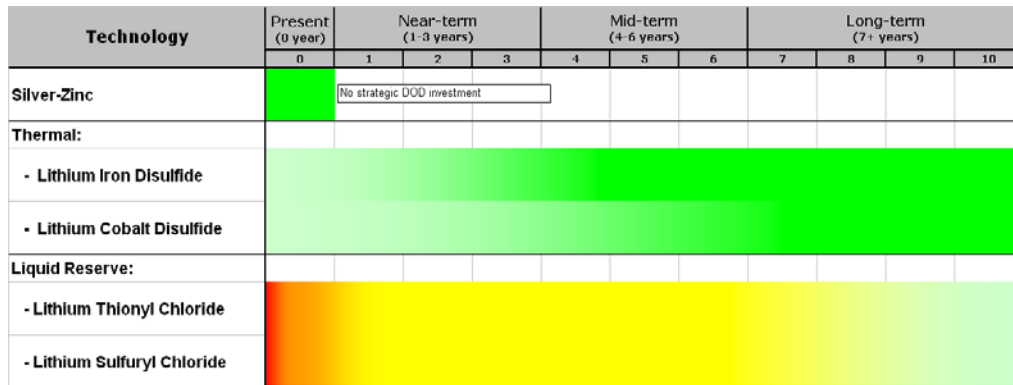 Technology
Present
(0 year)
Near-term
(1-3 years)
Mid-term
(4-6 years)
Long-term
(7+ years)
0 1 2 3 4 5 6 7 8 9 10
Silver-Zinc
No strategic DOD investment
Thermal:
- Lithium Iron Disulfide
- Lithium Cobalt Disulfide
Liquid Reserve:
- Lithium Thionyl Chloride
- Lithium Sulfuryl Chloride